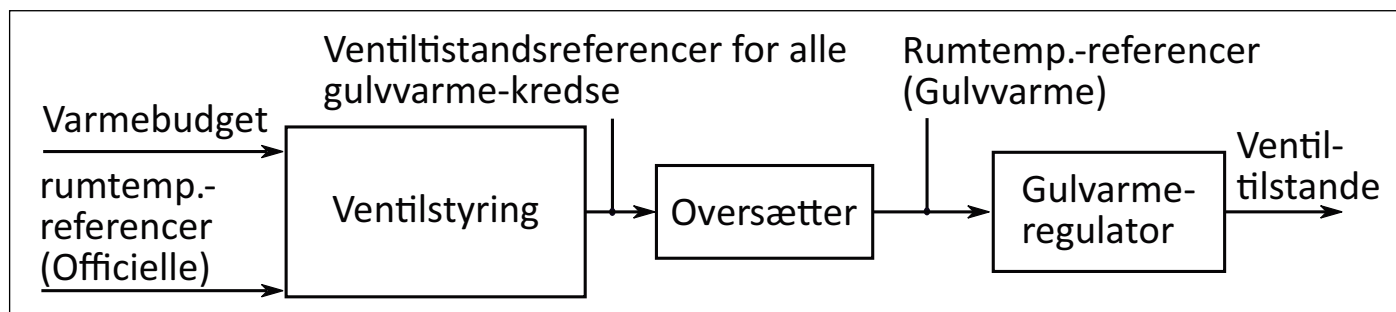 Ventiltistandsreferencer for alle
gulvvarme-kredse
Rumtemp.-referencer
(Gulvvarme)
Varmebudget
rumtemp.-
referencer
(Officielle)
Ventilstyring
Oversætter
Gulvarme-
regulator
Ventil-
tilstande